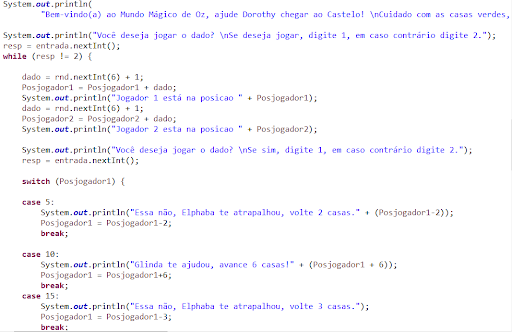 System.out.println(
"Bem-vindo(a) ao Mundo Mágico de Oz, ajude Dorothy chegar ao Castelo! \nCuidado com as casas verdes,
System.out.println("Você deseja jogar o dado? \nSe deseja jogar, digite 1, em caso contrário digite 2.");
resp = entrada.nextInt();
while (resp != 2) {
dado = rnd.nextInt(6) + 1;
Posjogador1 = Posjogador1 + dado;
System.out.println("Jogador 1 está na posicao " + Posjogador1);
dado = rnd.nextInt(6) + 1;
Posjogador2 = Posjogador2 + dado;
System.out.println("Jogador 2 esta na posicao " + Posjogador2);
System.out.println("Você deseja jogar o dado? \nSe sim, digite 1, em caso contrário digite 2.");
resp = entrada.nextInt();
switch (Posjogador1) {
case 5:
System.out.println("Essa não, Elphaba te atrapalhou, volte 2 casas." + (Posjogador1-2));
Posjogador1 = Posjogador1-2;
break;
case 10:
System.out.println("Glinda te ajudou, avance 6 casas!" + (Posjogador1 + 6));
Posjogador1 = Posjogador1+6;
break;
case 15:
System.out.println("Essa não, Elphaba te atrapalhou, volte 3 casas.");
Posjogador1 = Posjogador1-3;
break;